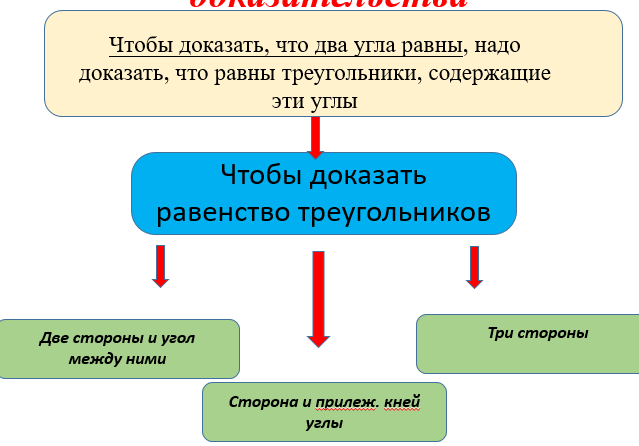 доказательства
Чтобы доказать, что два угла равны, надо
доказать, что равны треугольники, содержащие
эти углы
Чтобы доказать
равенство треугольников
Две стороны и угол
между ними
Три стороны
Сторона и прилеж. кней
углы